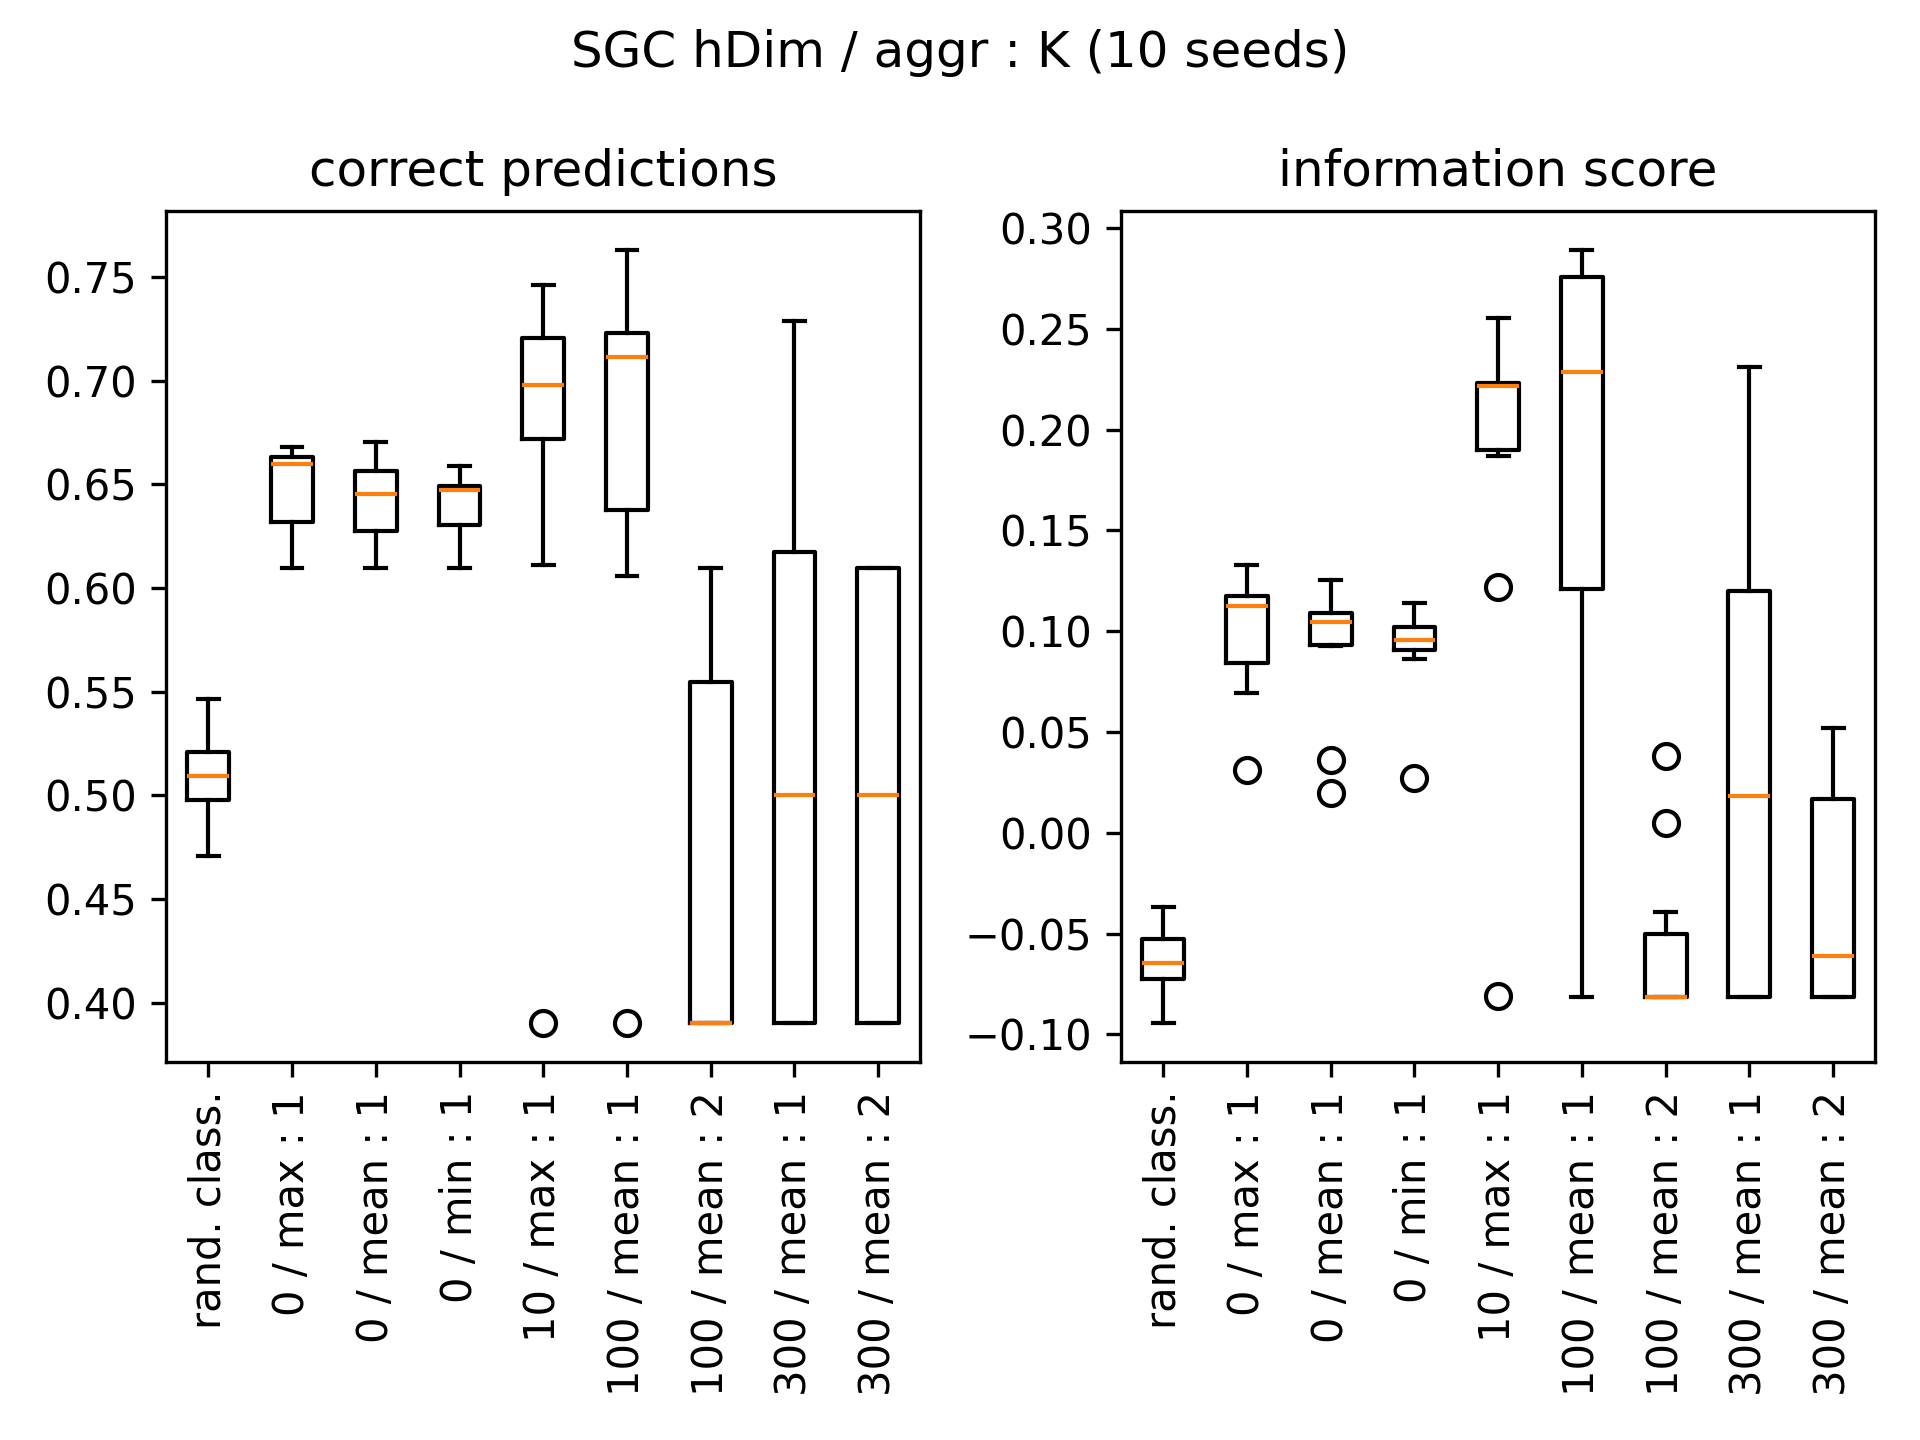 SGC hDim / aggr : K (10 seeds)
correct predictions
0.75
0.70
0.65
0.60
0.55
0.50
0.45
0.40
rand. class.
0 / max : 1
0 / mean : 1
0 / min : 1
10 / max : 1
100 / mean : 1
100 / mean : 2
300 / mean : 1
300 / mean : 2
information score
0.30
0.25
0.20
0.15
0.10
0.05
0.00
−0.05
−0.10
rand. class.
0 / max : 1
0 / mean : 1
0 / min : 1
10 / max : 1
100 / mean : 1
100 / mean : 2
300 / mean : 1
300 / mean : 2